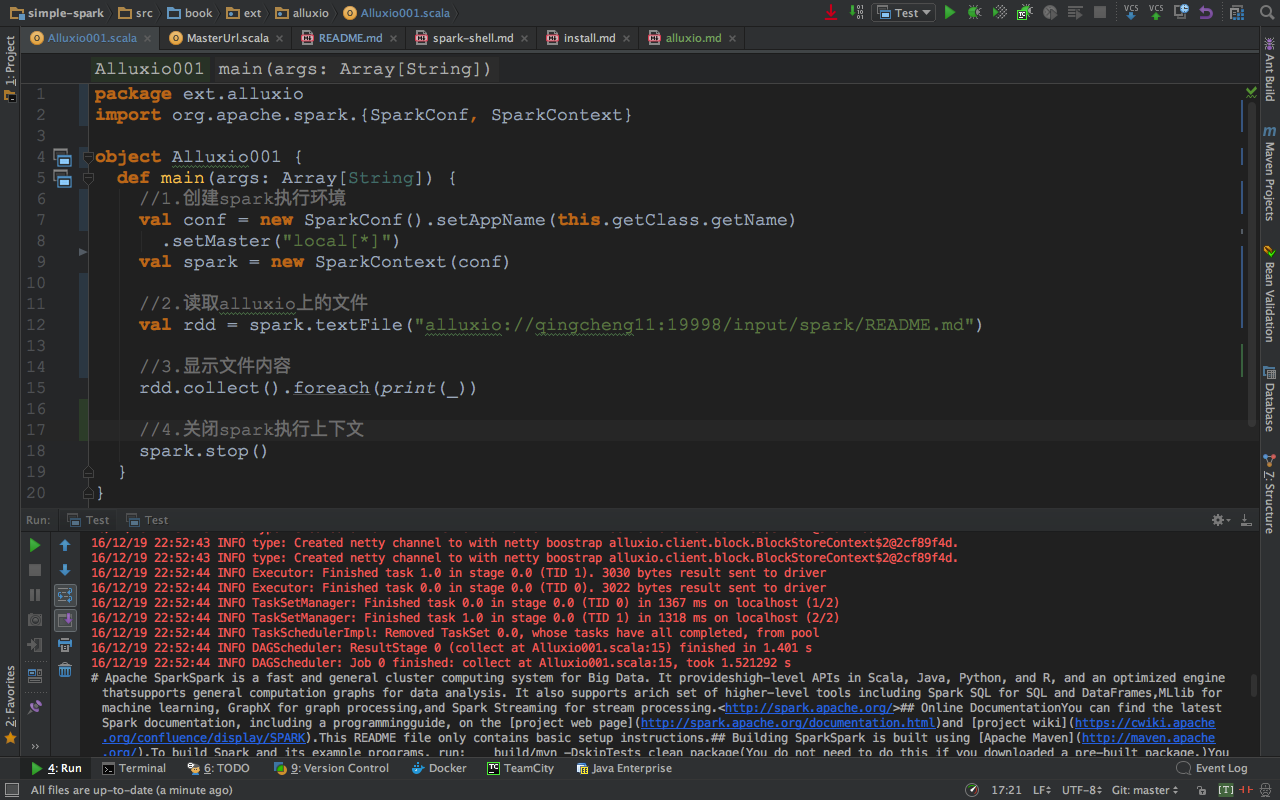 simple-spark src book ext alluxio Alluxio001.scala Test
Alluxio001.scala MasterUrl.scala README.md spark-shell.md install.md alluxio.md
Alluxio001 main(args: Array[String])
1 package ext.alluxio
2 import org.apache.spark.{SparkConf, SparkContext}
3
4 object Alluxio001 {
5 def main(args: Array[String]) {
6 //1.创建spark执行环境
7 val conf = new SparkConf().setAppName(this.getClass.getName)
8 .setMaster("local[*]")
9 val spark = new SparkContext(conf)
10
11 //2.读取alluxio上的文件
12 val rdd = spark.textFile("alluxio://qingcheng11:19998/input/spark/README.md")
13
14 //3.显示文件内容
15 rdd.collect().foreach(print(_))
16
17 //4.关闭spark执行上下文
18 spark.stop()
19 }
20 }
1: Project
2: Favorites
Ant Build
Maven Projects
Bean Validation
Database
7: Structure
Run: Test Test
16/12/19 22:52:43 INFO type: Created netty channel to with netty boostrap alluxio.client.block.BlockStoreContext$2@2cf89f4d.
16/12/19 22:52:43 INFO type: Created netty channel to with netty boostrap alluxio.client.block.BlockStoreContext$2@2cf89f4d.
16/12/19 22:52:44 INFO Executor: Finished task 1.0 in stage 0.0 (TID 1). 3030 bytes result sent to driver
16/12/19 22:52:44 INFO Executor: Finished task 0.0 in stage 0.0 (TID 0). 3022 bytes result sent to driver
16/12/19 22:52:44 INFO TaskSetManager: Finished task 0.0 in stage 0.0 (TID 0) in 1367 ms on localhost (1/2)
16/12/19 22:52:44 INFO TaskSetManager: Finished task 1.0 in stage 0.0 (TID 1) in 1318 ms on localhost (2/2)
16/12/19 22:52:44 INFO TaskSchedulerImpl: Removed TaskSet 0.0, whose tasks have all completed, from pool
16/12/19 22:52:44 INFO DAGScheduler: ResultStage 0 (collect at Alluxio001.scala:15) finished in 1.401 s
16/12/19 22:52:44 INFO DAGScheduler: Job 0 finished: collect at Alluxio001.scala:15, took 1.521292 s
# Apache SparkSpark is a fast and general cluster computing system for Big Data. It provideshigh-level APIs in Scala, Java, Python, and R, and an optimized engine
thatsupports general computation graphs for data analysis. It also supports arich set of higher-level tools including Spark SQL for SQL and DataFrames,MLlib for
machine learning, GraphX for graph processing,and Spark Streaming for stream processing.<http://spark.apache.org/>## Online DocumentationYou can find the latest
Spark documentation, including a programmingguide, on the [project web page](http://spark.apache.org/documentation.html)and [project wiki](https://cwiki.apache
.org/confluence/display/SPARK).This README file only contains basic setup instructions.## Building SparkSpark is built using [Apache Maven](http://maven.apache
.org/).To build Spark and its example programs, run: build/mvn -DskipTests clean package(You do not need to do this if you downloaded a pre-built package.)You
4: Run Terminal 6: TODO 9: Version Control Docker TeamCity Java Enterprise Event Log
All files are up-to-date (a minute ago) 17:21 LF UTF-8 Git: master [T]